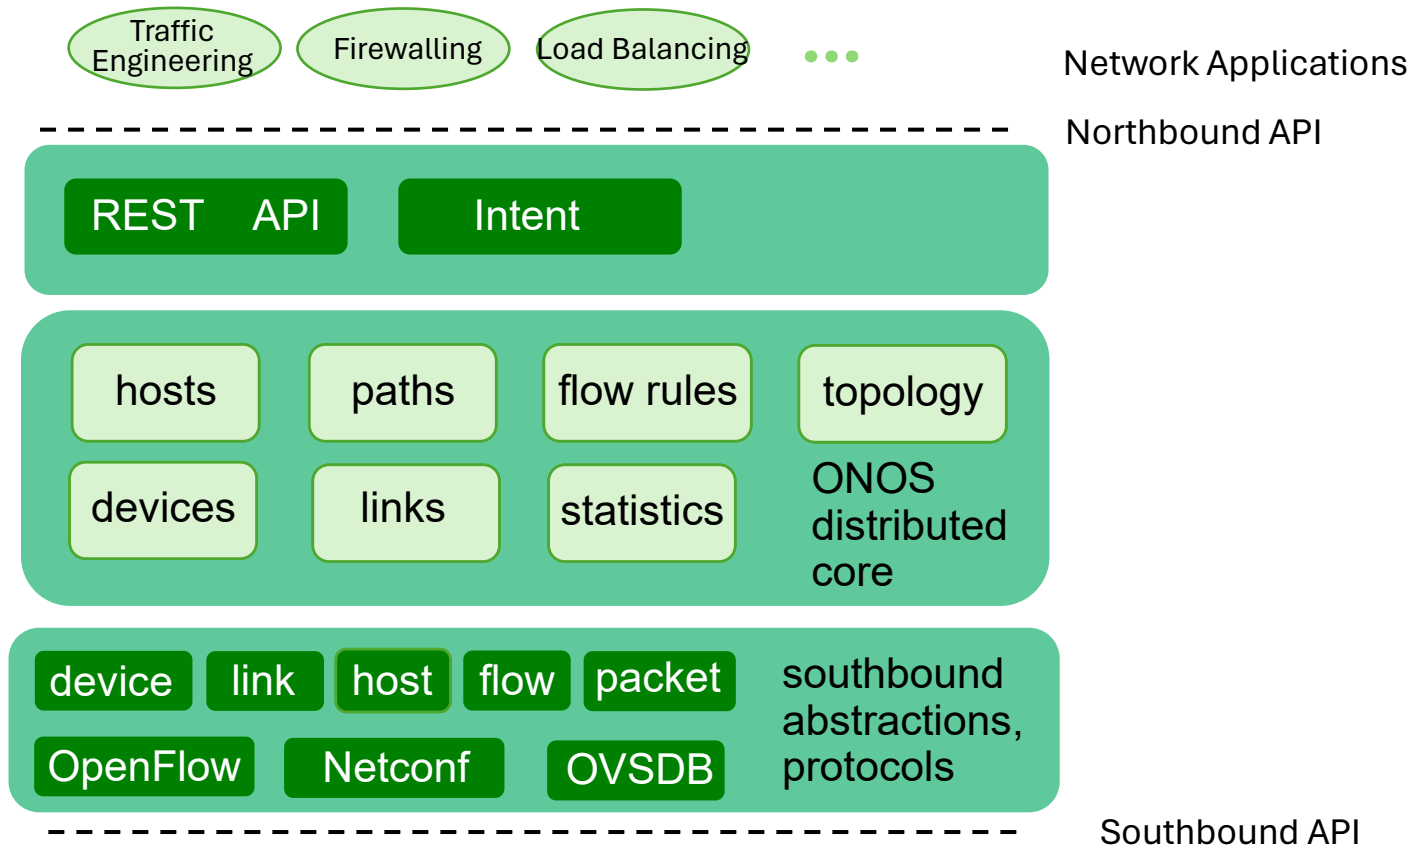 Traffic
Engineering
Firewalling
Load Balancing
Network Applications
Northbound API
REST API
Intent
hosts
paths
flow rules
topology
devices
links
statistics
ONOS
distributed
core
device
link
host
flow
packet
southbound
abstractions,
protocols
OpenFlow
Netconf
OVSDB
Southbound API